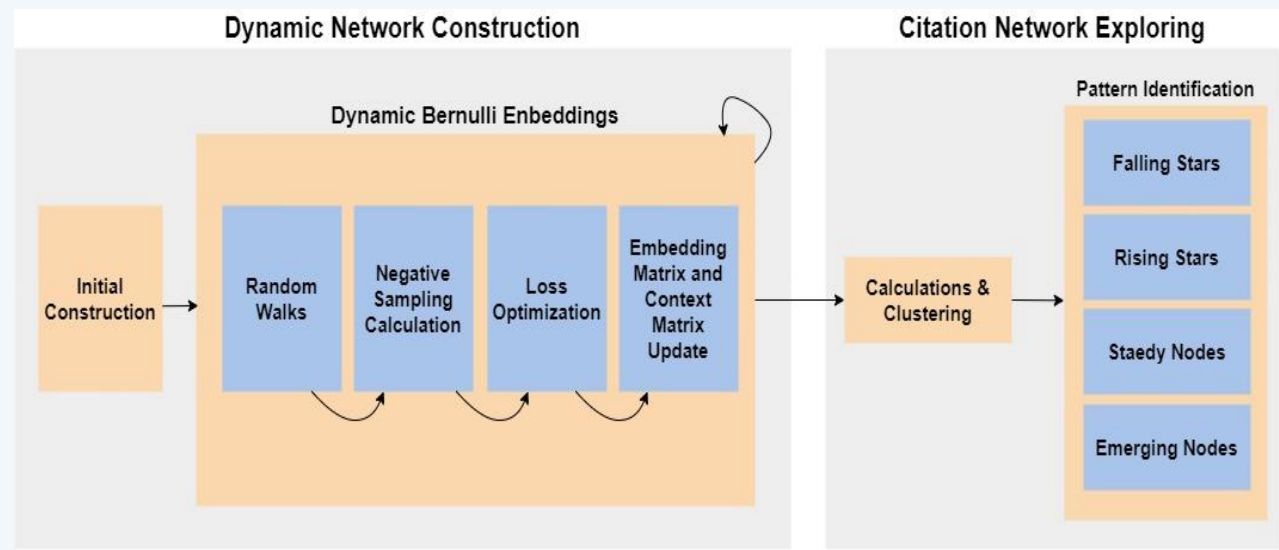 Dynamic Network Construction
Citation Network Exploring
Dynamic Bernulli Embeddings
Initial
Construction
Random
Walks
Negative
Sampling
Calculation
Loss
Optimization
Embedding
Matrix and
Context
Matrix
Update
Calculations &
Clustering
Pattern Identification
Falling Stars
Rising Stars
Staedy Nodes
Emerging Nodes